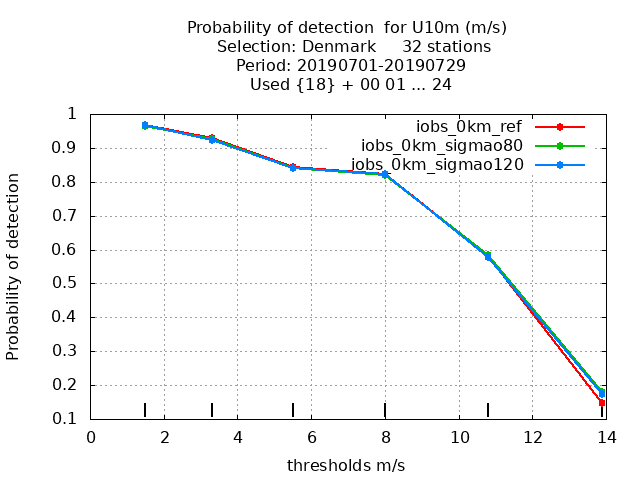 Probability of detection  for U10m (m/s)
Selection: Denmark     32 stations
Period: 20190701-20190729
Used {18} + 00 01 ... 24
iobs_0km_ref
iobs_0km_sigmao80
iobs_0km_sigmao120
Probability of detection
1
0.9
0.8
0.7
0.6
0.5
0.4
0.3
0.2
0.1
0 2 4 6 8 10 12 14
thresholds m/s